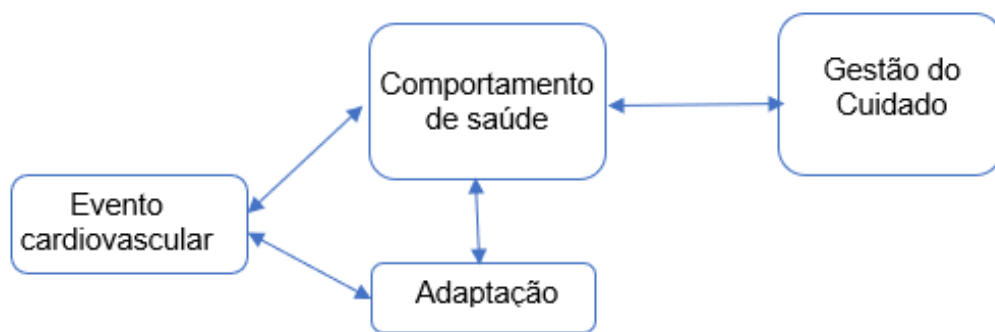 Comportamento
de saúde
Gestão do
Cuidado
Evento
cardiovascular
Adaptação